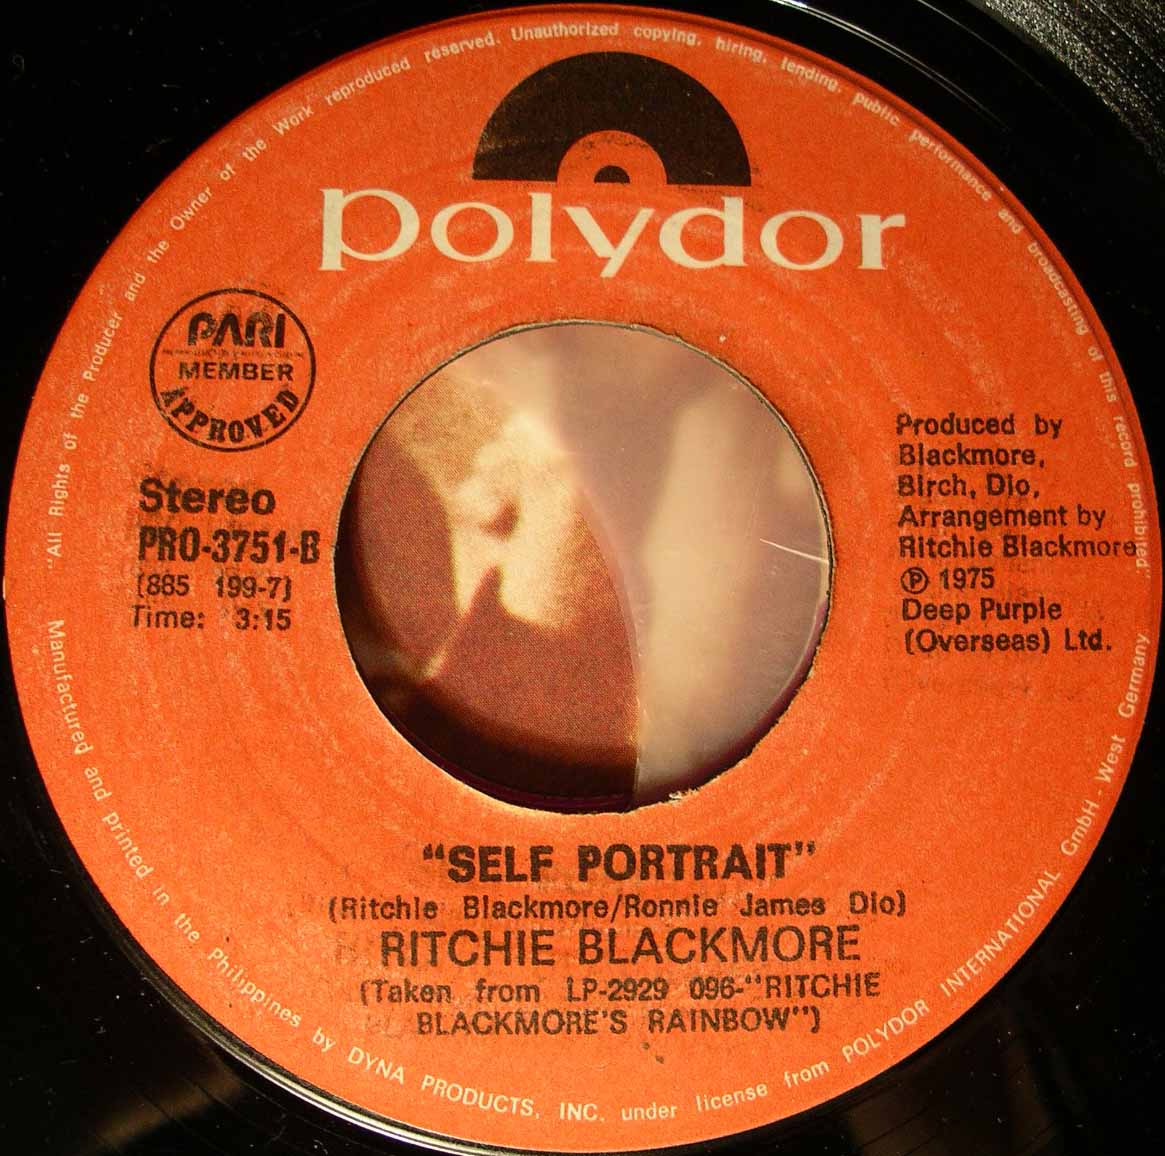 "All Rights of the Producer and the Owner of the Work reproduced reserved. Unauthorized copying, hiring, lending, public performance and broadcasting of this record prohibited"
polydor
PARI
MEMBER
APPROVED
Stereo
PRO-3751-B
(885 199-7)
Time: 3:15
Produced by
Blackmore,
Birch, Dio,
Arrangement by
Ritchie Blackmore
Ⓟ 1975
Deep Purple
(Overseas) Ltd.
"SELF PORTRAIT"
(Ritchie Blackmore/Ronnie James Dio)
RITCHIE BLACKMORE
(Taken from LP-2929 096-"RITCHIE
BLACKMORE'S RAINBOW")
Manufactured and printed in the Philippines by DYNA PRODUCTS, INC. under license from POLYDOR INTERNATIONAL GmbH - West Germany